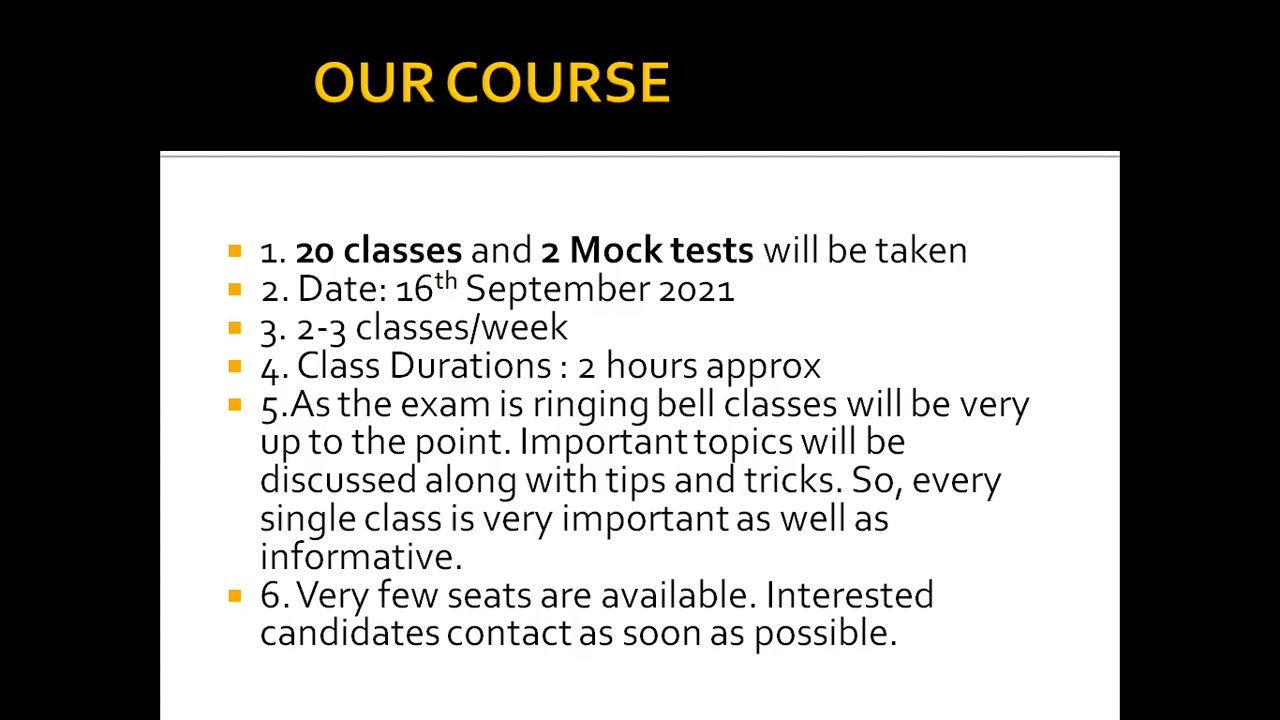 OUR COURSE
1. 20 classes and 2 Mock tests will be taken
2. Date: 16th September 2021
3. 2-3 classes/week
4. Class Durations : 2 hours approx
5.As the exam is ringing bell classes will be very
up to the point. Important topics will be
discussed along with tips and tricks. So, every
single class is very important as well as
informative.
6. Very few seats are available. Interested
candidates contact as soon as possible.